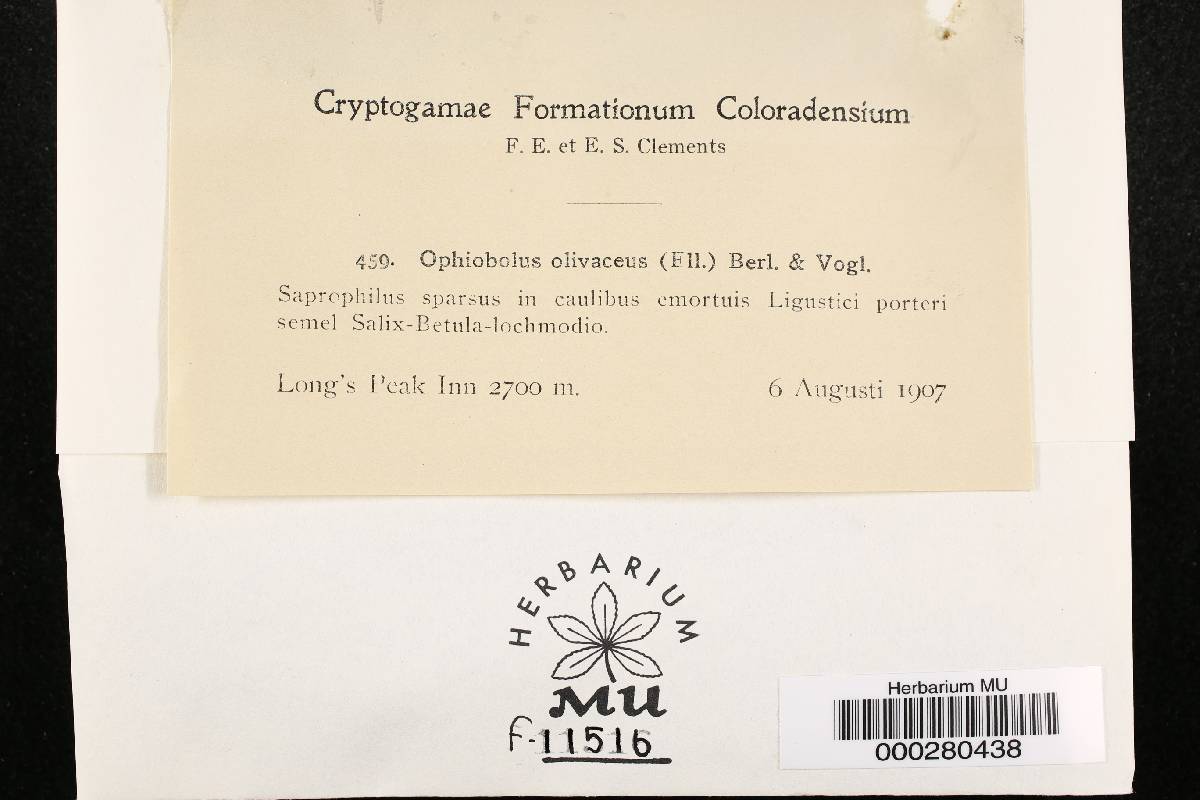 Cryptogamae Formationum Coloradensium
F. E. et E. S. Clements
459. Ophiobolus olivaceus (Ell.) Berl. & Vogl.
Saprophilus sparsus in caulibus emortuis Ligustici porteri
semel Salix-Betula-lochmodio.
Long's Peak Inn 2700 m. 6 Augusti 1907
HERBARIUM
MU
f-11516
Herbarium MU
000280438